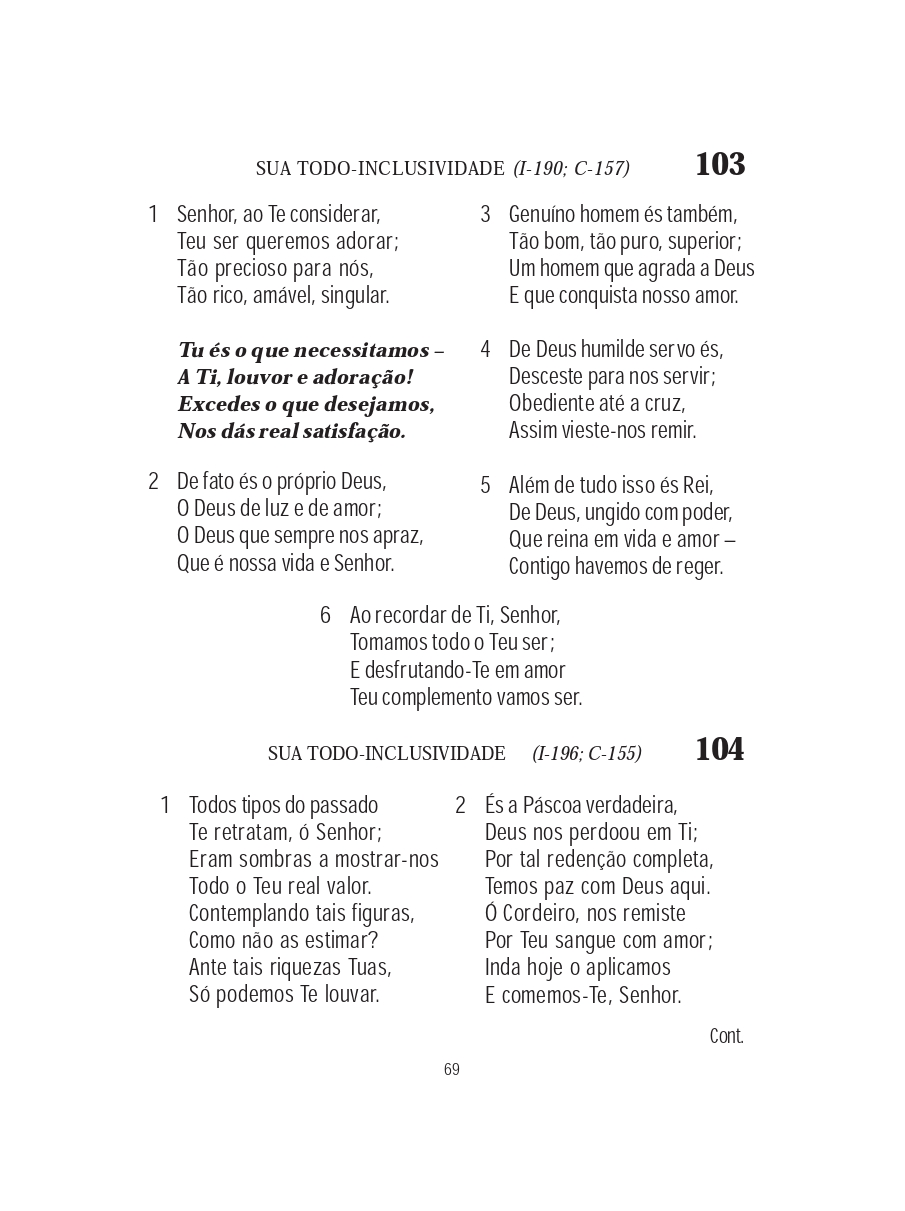 SUA TODO-INCLUSIVIDADE (I-190; C-157) 103
1 Senhor, ao Te considerar,
Teu ser queremos adorar;
Tão precioso para nós,
Tão rico, amável, singular.
Tu és o que necessitamos –
A Ti, louvor e adoração!
Excedes o que desejamos,
Nos dás real satisfação.
2 De fato és o próprio Deus,
O Deus de luz e de amor;
O Deus que sempre nos apraz,
Que é nossa vida e Senhor.
3 Genuíno homem és também,
Tão bom, tão puro, superior;
Um homem que agrada a Deus
E que conquista nosso amor.
4 De Deus humilde servo és,
Desceste para nos servir;
Obediente até a cruz,
Assim vieste-nos remir.
5 Além de tudo isso és Rei,
De Deus, ungido com poder,
Que reina em vida e amor –
Contigo havemos de reger.
6 Ao recordar de Ti, Senhor,
Tomamos todo o Teu ser;
E desfrutando-Te em amor
Teu complemento vamos ser.
SUA TODO-INCLUSIVIDADE (I-196; C-155) 104
1 Todos tipos do passado
Te retratam, ó Senhor;
Eram sombras a mostrar-nos
Todo o Teu real valor.
Contemplando tais figuras,
Como não as estimar?
Ante tais riquezas Tuas,
Só podemos Te louvar.
2 És a Páscoa verdadeira,
Deus nos perdoou em Ti;
Por tal redenção completa,
Temos paz com Deus aqui.
Ó Cordeiro, nos remiste
Por Teu sangue com amor;
Inda hoje o aplicamos
E comemos-Te, Senhor.
Cont.
69